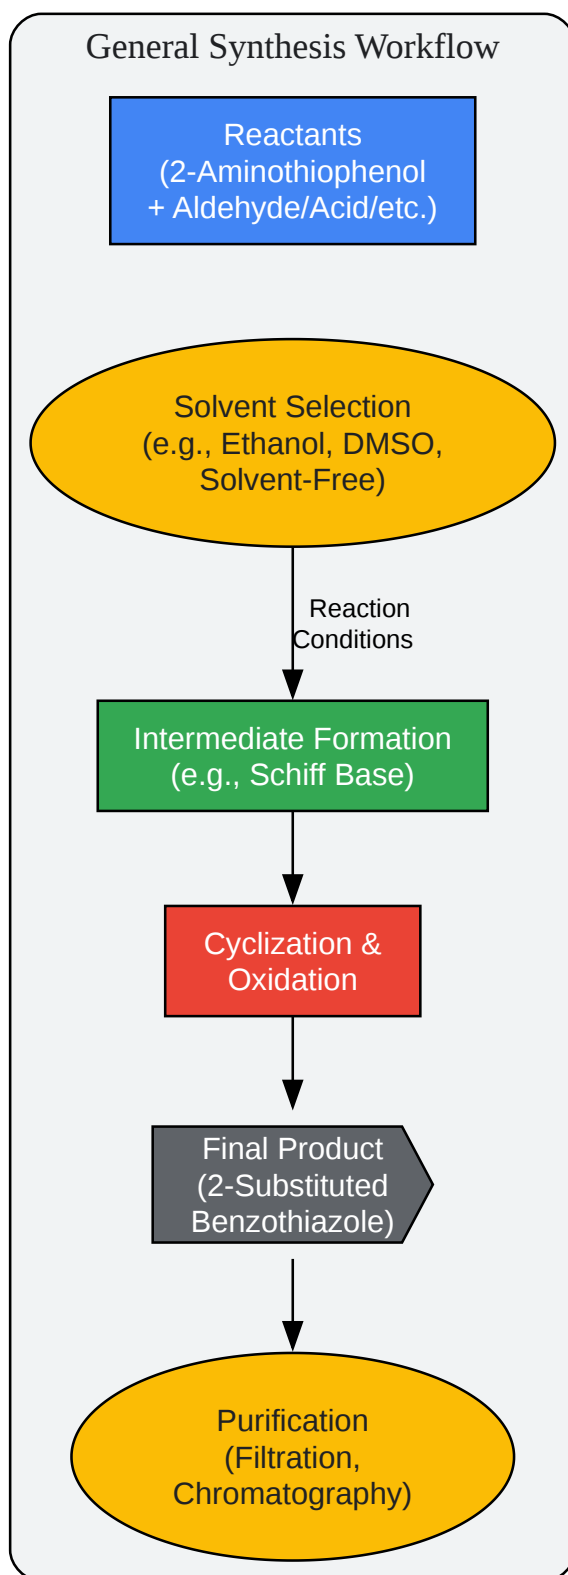 General Synthesis Workflow
Reactants
(2-Aminothiophenol
+ Aldehyde/Acid/etc.)
Solvent Selection
(e.g., Ethanol, DMSO,
Solvent-Free)
Reaction
Conditions
Intermediate Formation
(e.g., Schiff Base)
Cyclization &
Oxidation
Final Product
(2-Substituted
Benzothiazole)
Purification
(Filtration,
Chromatography)